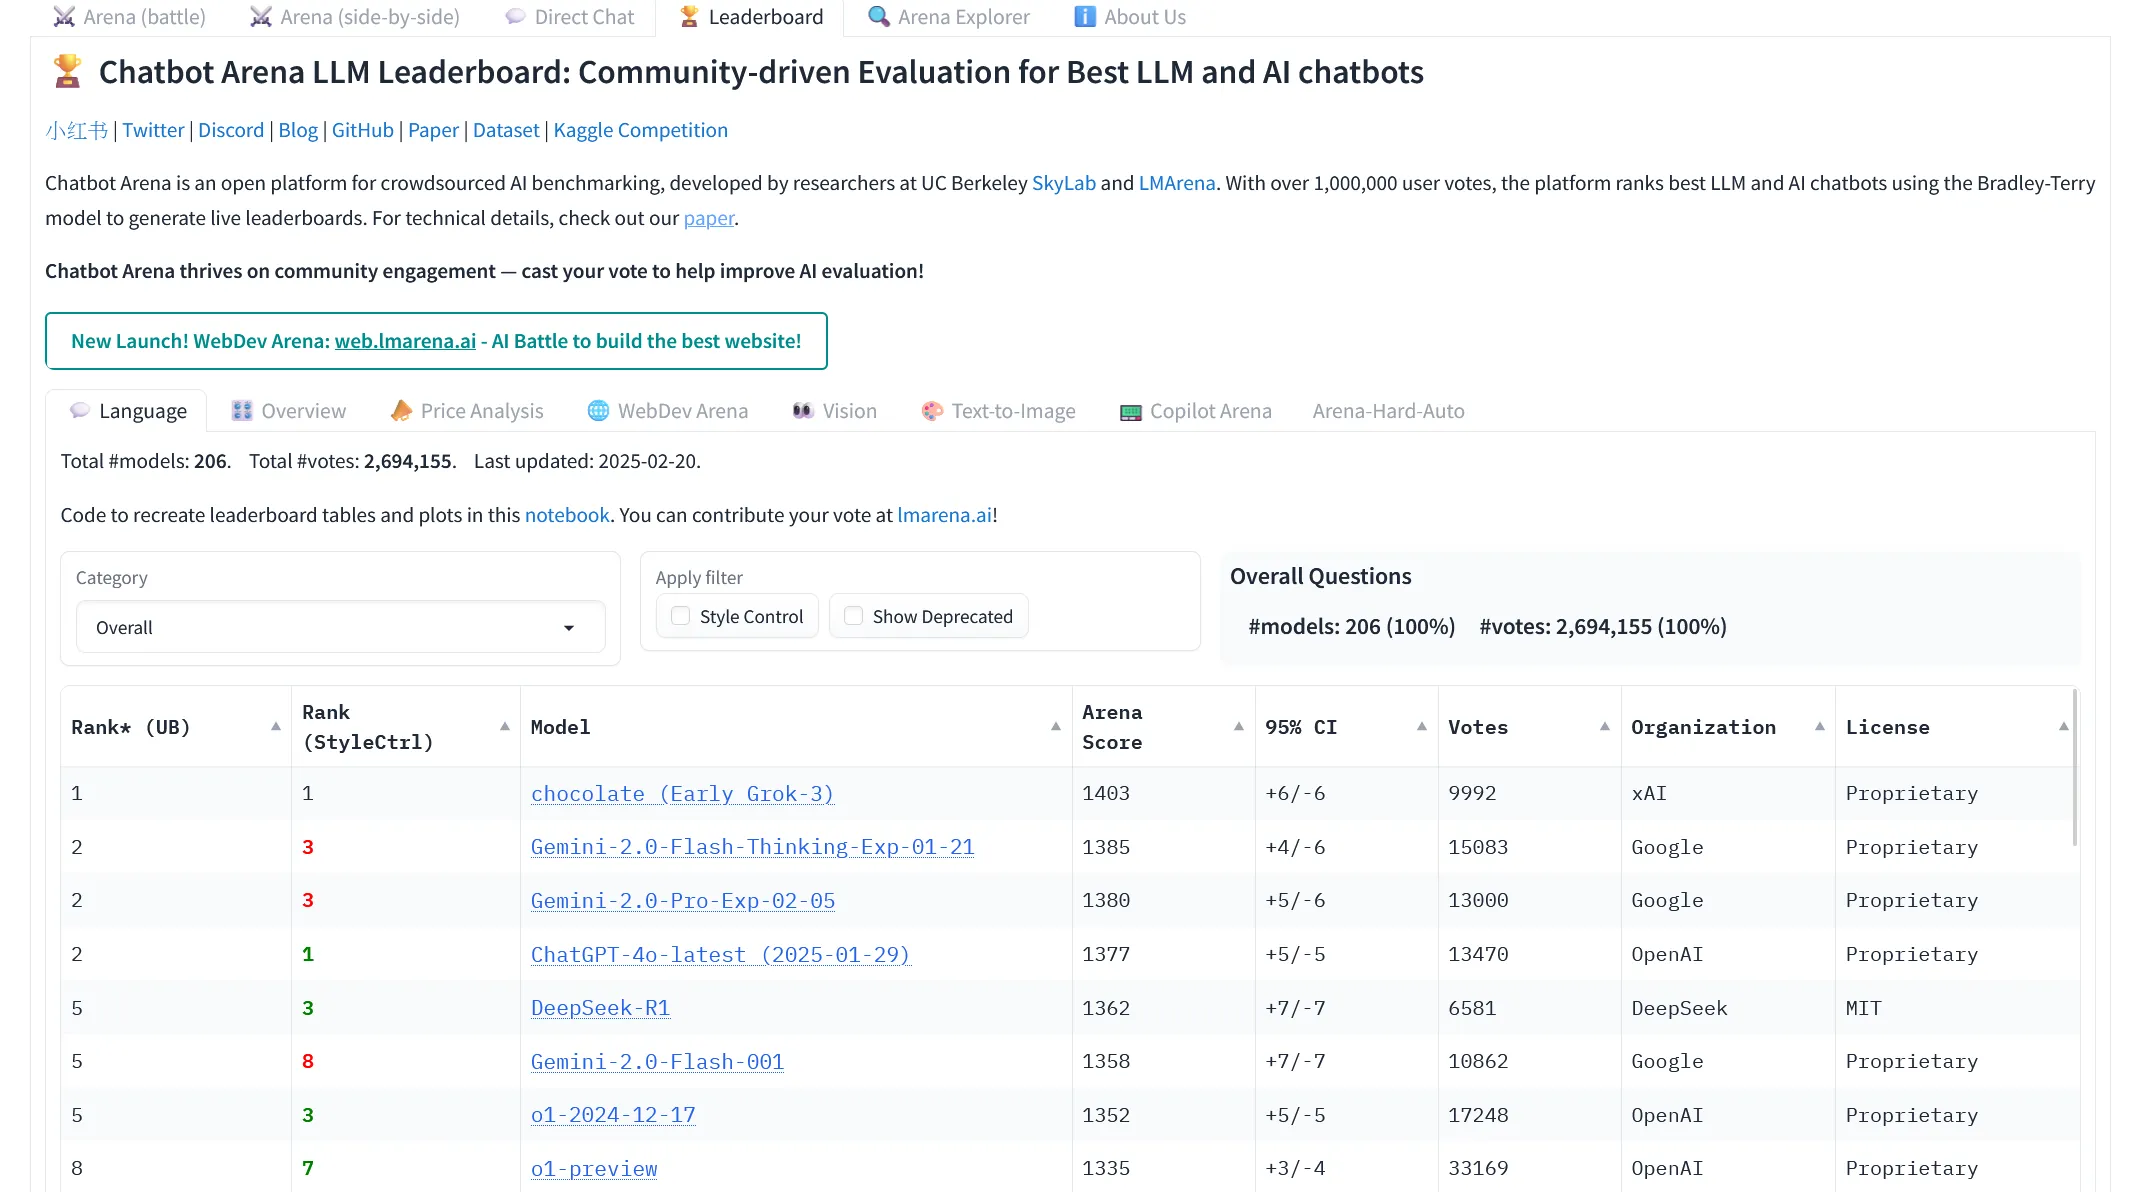 Arena (battle) Arena (side-by-side) Direct Chat Leaderboard Arena Explorer About Us
Chatbot Arena LLM Leaderboard: Community-driven Evaluation for Best LLM and AI chatbots
小红书 | Twitter | Discord | Blog | GitHub | Paper | Dataset | Kaggle Competition
Chatbot Arena is an open platform for crowdsourced AI benchmarking, developed by researchers at UC Berkeley SkyLab and LMArena. With over 1,000,000 user votes, the platform ranks best LLM and AI chatbots using the Bradley-Terry
model to generate live leaderboards. For technical details, check out our paper.
Chatbot Arena thrives on community engagement — cast your vote to help improve AI evaluation!
New Launch! WebDev Arena: web.lmarena.ai - AI Battle to build the best website!
Language Overview Price Analysis WebDev Arena Vision Text-to-Image Copilot Arena Arena-Hard-Auto
Total #models: 206. Total #votes: 2,694,155. Last updated: 2025-02-20.
Code to recreate leaderboard tables and plots in this notebook. You can contribute your vote at lmarena.ai!
Category
Overall
Apply filter
Style Control Show Deprecated
Overall Questions
#models: 206 (100%) #votes: 2,694,155 (100%)
Rank* (UB) Rank (StyleCtrl) Model Arena Score 95% CI Votes Organization License
1 1 chocolate (Early Grok-3) 1403 +6/-6 9992 xAI Proprietary
2 3 Gemini-2.0-Flash-Thinking-Exp-01-21 1385 +4/-6 15083 Google Proprietary
2 3 Gemini-2.0-Pro-Exp-02-05 1380 +5/-6 13000 Google Proprietary
2 1 ChatGPT-4o-latest (2025-01-29) 1377 +5/-5 13470 OpenAI Proprietary
5 3 DeepSeek-R1 1362 +7/-7 6581 DeepSeek MIT
5 8 Gemini-2.0-Flash-001 1358 +7/-7 10862 Google Proprietary
5 3 o1-2024-12-17 1352 +5/-5 17248 OpenAI Proprietary
8 7 o1-preview 1335 +3/-4 33169 OpenAI Proprietary